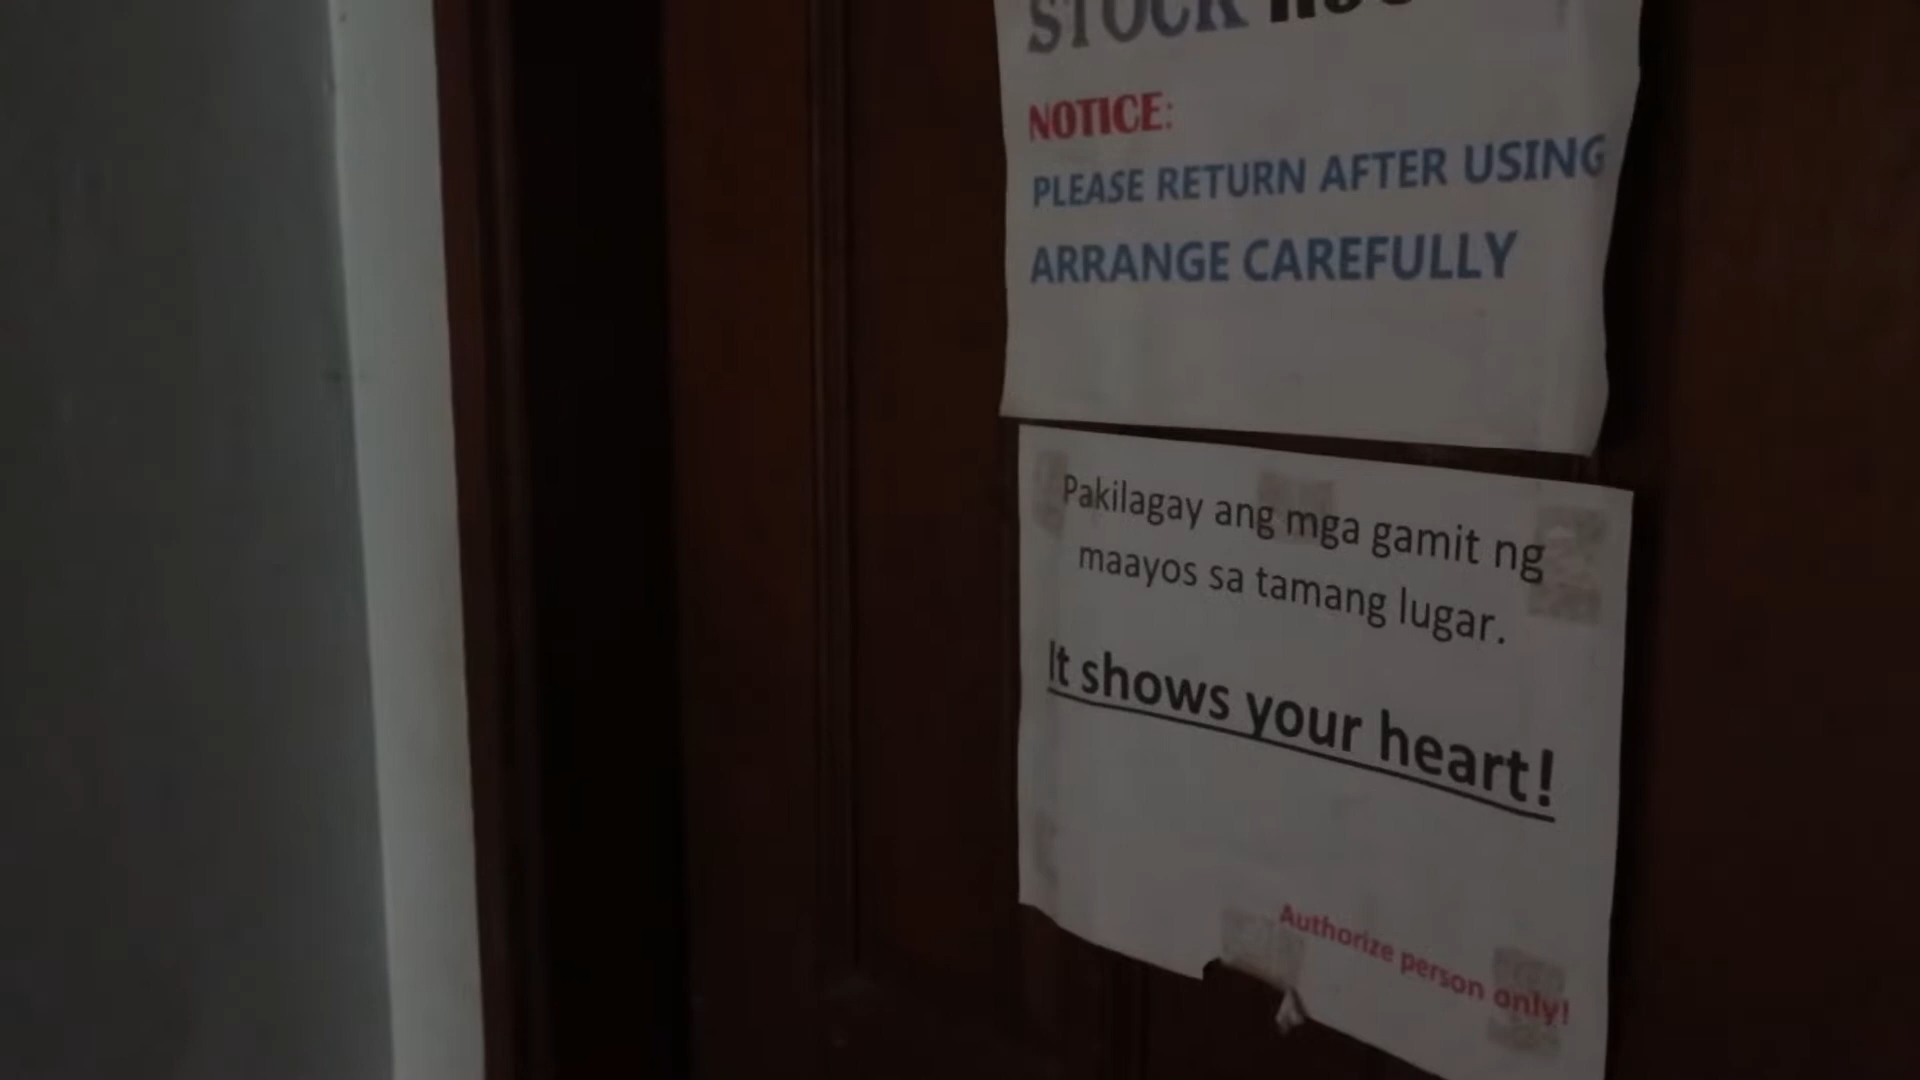 STOCK
NOTICE:
PLEASE RETURN AFTER USING
ARRANGE CAREFULLY
Pakilagay ang mga gamit ng
maayos sa tamang lugar.
It shows your heart!
Authorize person only!